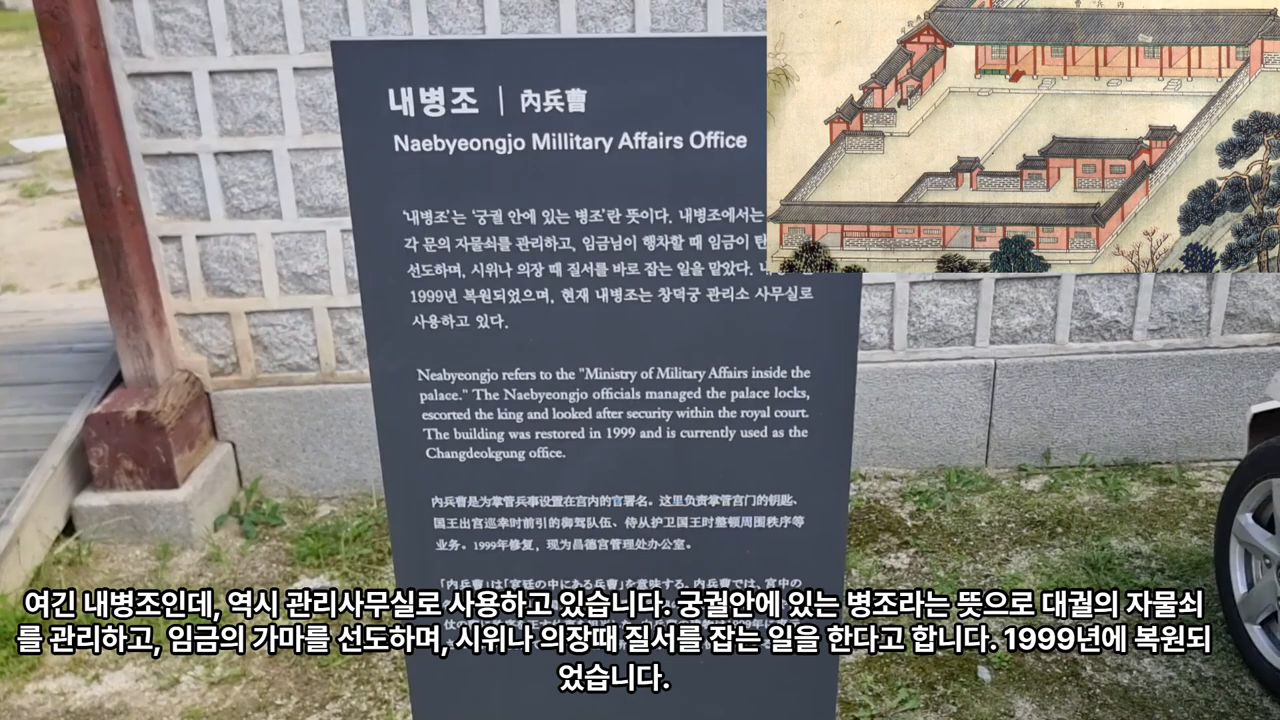 내병조 | 內兵曹
Naebyeongjo Millitary Affairs Office
'내병조'는 '궁궐 안에 있는 병조'란 뜻이다. 내병조에서는
각 문의 자물쇠를 관리하고, 임금님이 행차할 때 임금이 탄
선도하며, 시위나 의장 때 질서를 바로 잡는 일을 맡았다.
1999년 복원되었으며, 현재 내병조는 창덕궁 관리소 사무실로
사용하고 있다.
Neabyeongjo refers to the "Ministry of Military Affairs inside the
palace." The Naebyeongjo officials managed the palace locks,
escorted the king and looked after security within the royal court.
The building was restored in 1999 and is currently used as the
Changdeokgung office.
内兵曹是为掌管兵事设置在宫内的官署名。这里负责掌管宫门的钥匙、
国王出宫巡幸时前引的御驾队伍、侍从护卫国王时整顿周围秩序等
业务。1999年修复，现为昌德宫管理处办公室。
「内兵曹」は「宮廷の中にある兵曹」を意味する。内兵曹では、宮中の
여긴 내병조인데, 역시 관리사무실로 사용하고 있습니다. 궁궐안에 있는 병조라는 뜻으로 대궐의 자물쇠
를 관리하고, 임금의 가마를 선도하며, 시위나 의장때 질서를 잡는 일을 한다고 합니다. 1999년에 복원되
었습니다.
內兵曹